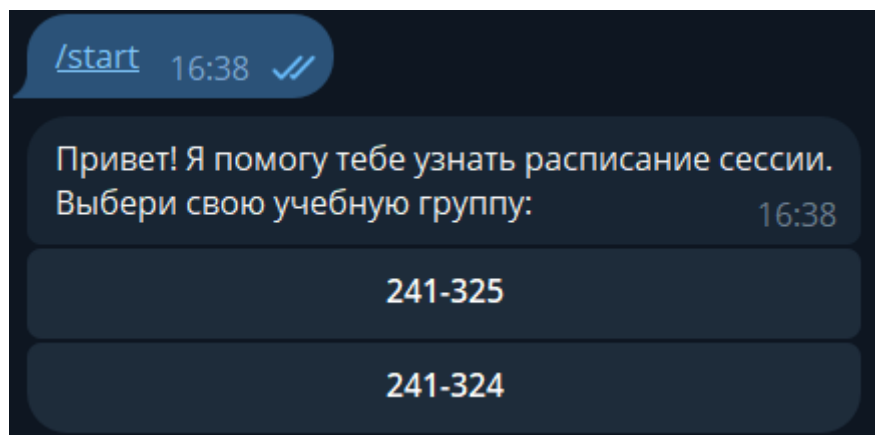 /start 16:38
Привет! Я помогу тебе узнать расписание сессии.
Выбери свою учебную группу: 16:38
241-325
241-324